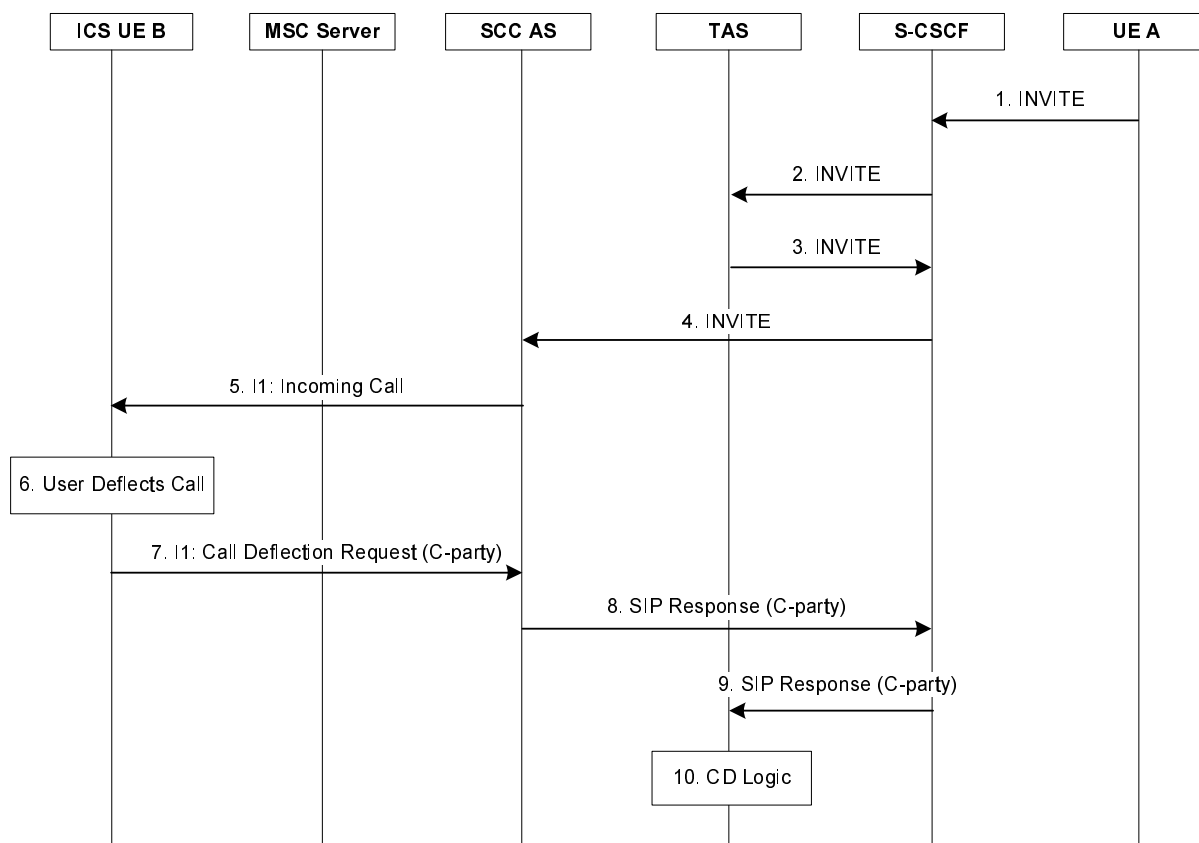 ICS UE B
MSC Server
SCC AS
TAS
S-CSCF
UE A
1. INVITE
2. INVITE
3. INVITE
4. INVITE
5. I1: Incoming Call
6. User Deflects Call
7. I1: Call Deflection Request (C-party)
8. SIP Response (C-party)
9. SIP Response (C-party)
10. CD Logic